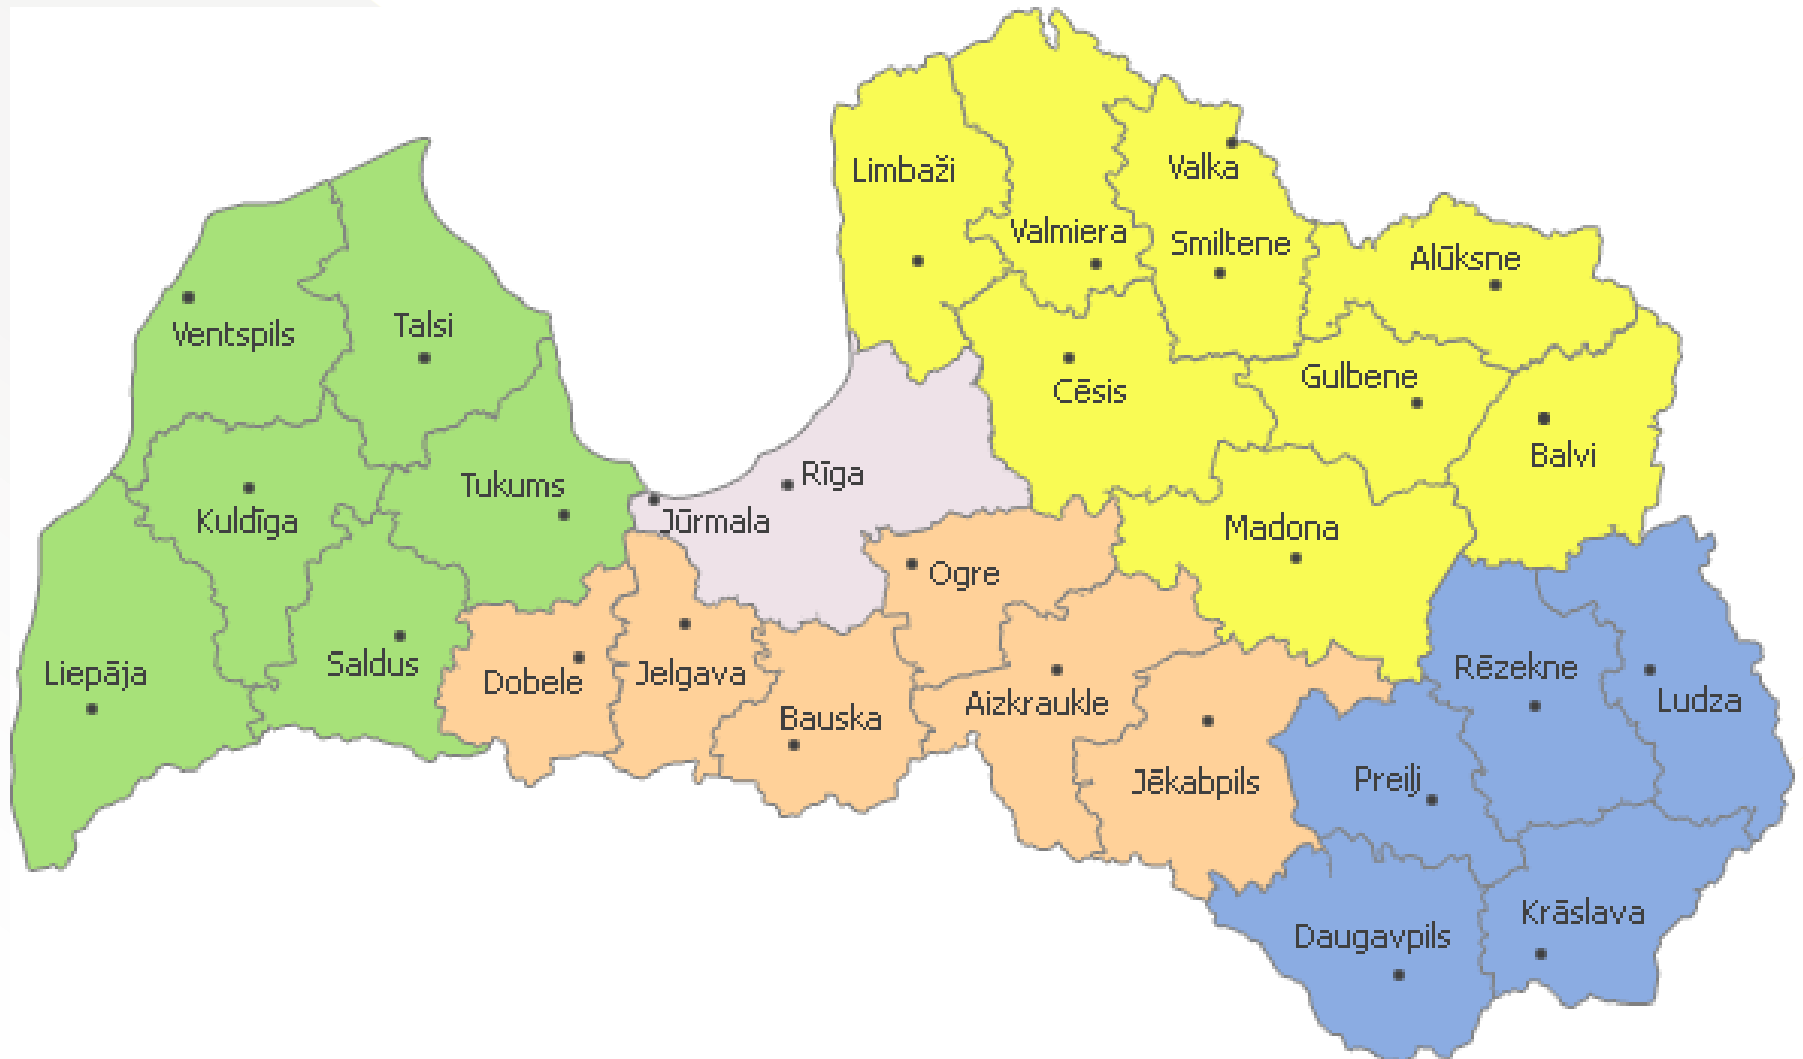 Limbaži
Valka
Valmiera
Smiltene
Alūksne
Ventspils
Talsi
Cēsis
Gulbene
Balvi
Rīga
Tukums
Kuldīga
Jūrmala
Madona
Ogre
Liepāja
Saldus
Dobele
Jelgava
Bauska
Aizkraukle
Rēzekne
Ludza
Jēkabpils
Preiļi
Krāslava
Daugavpils